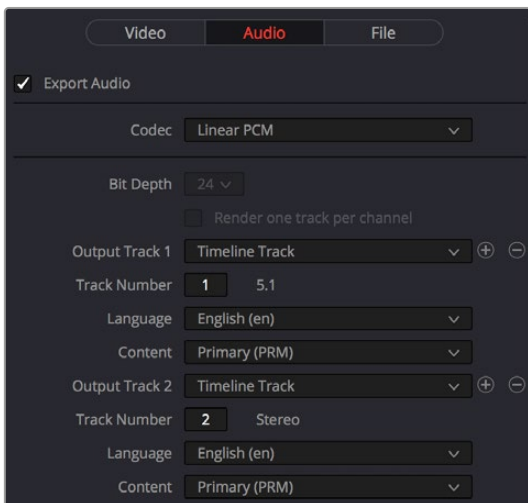 Video Audio File
Export Audio
Codec Linear PCM
Bit Depth 24
Render one track per channel
Output Track 1 Timeline Track
Track Number 1 5.1
Language English (en)
Content Primary (PRM)
Output Track 2 Timeline Track
Track Number 2 Stereo
Language English (en)
Content Primary (PRM)